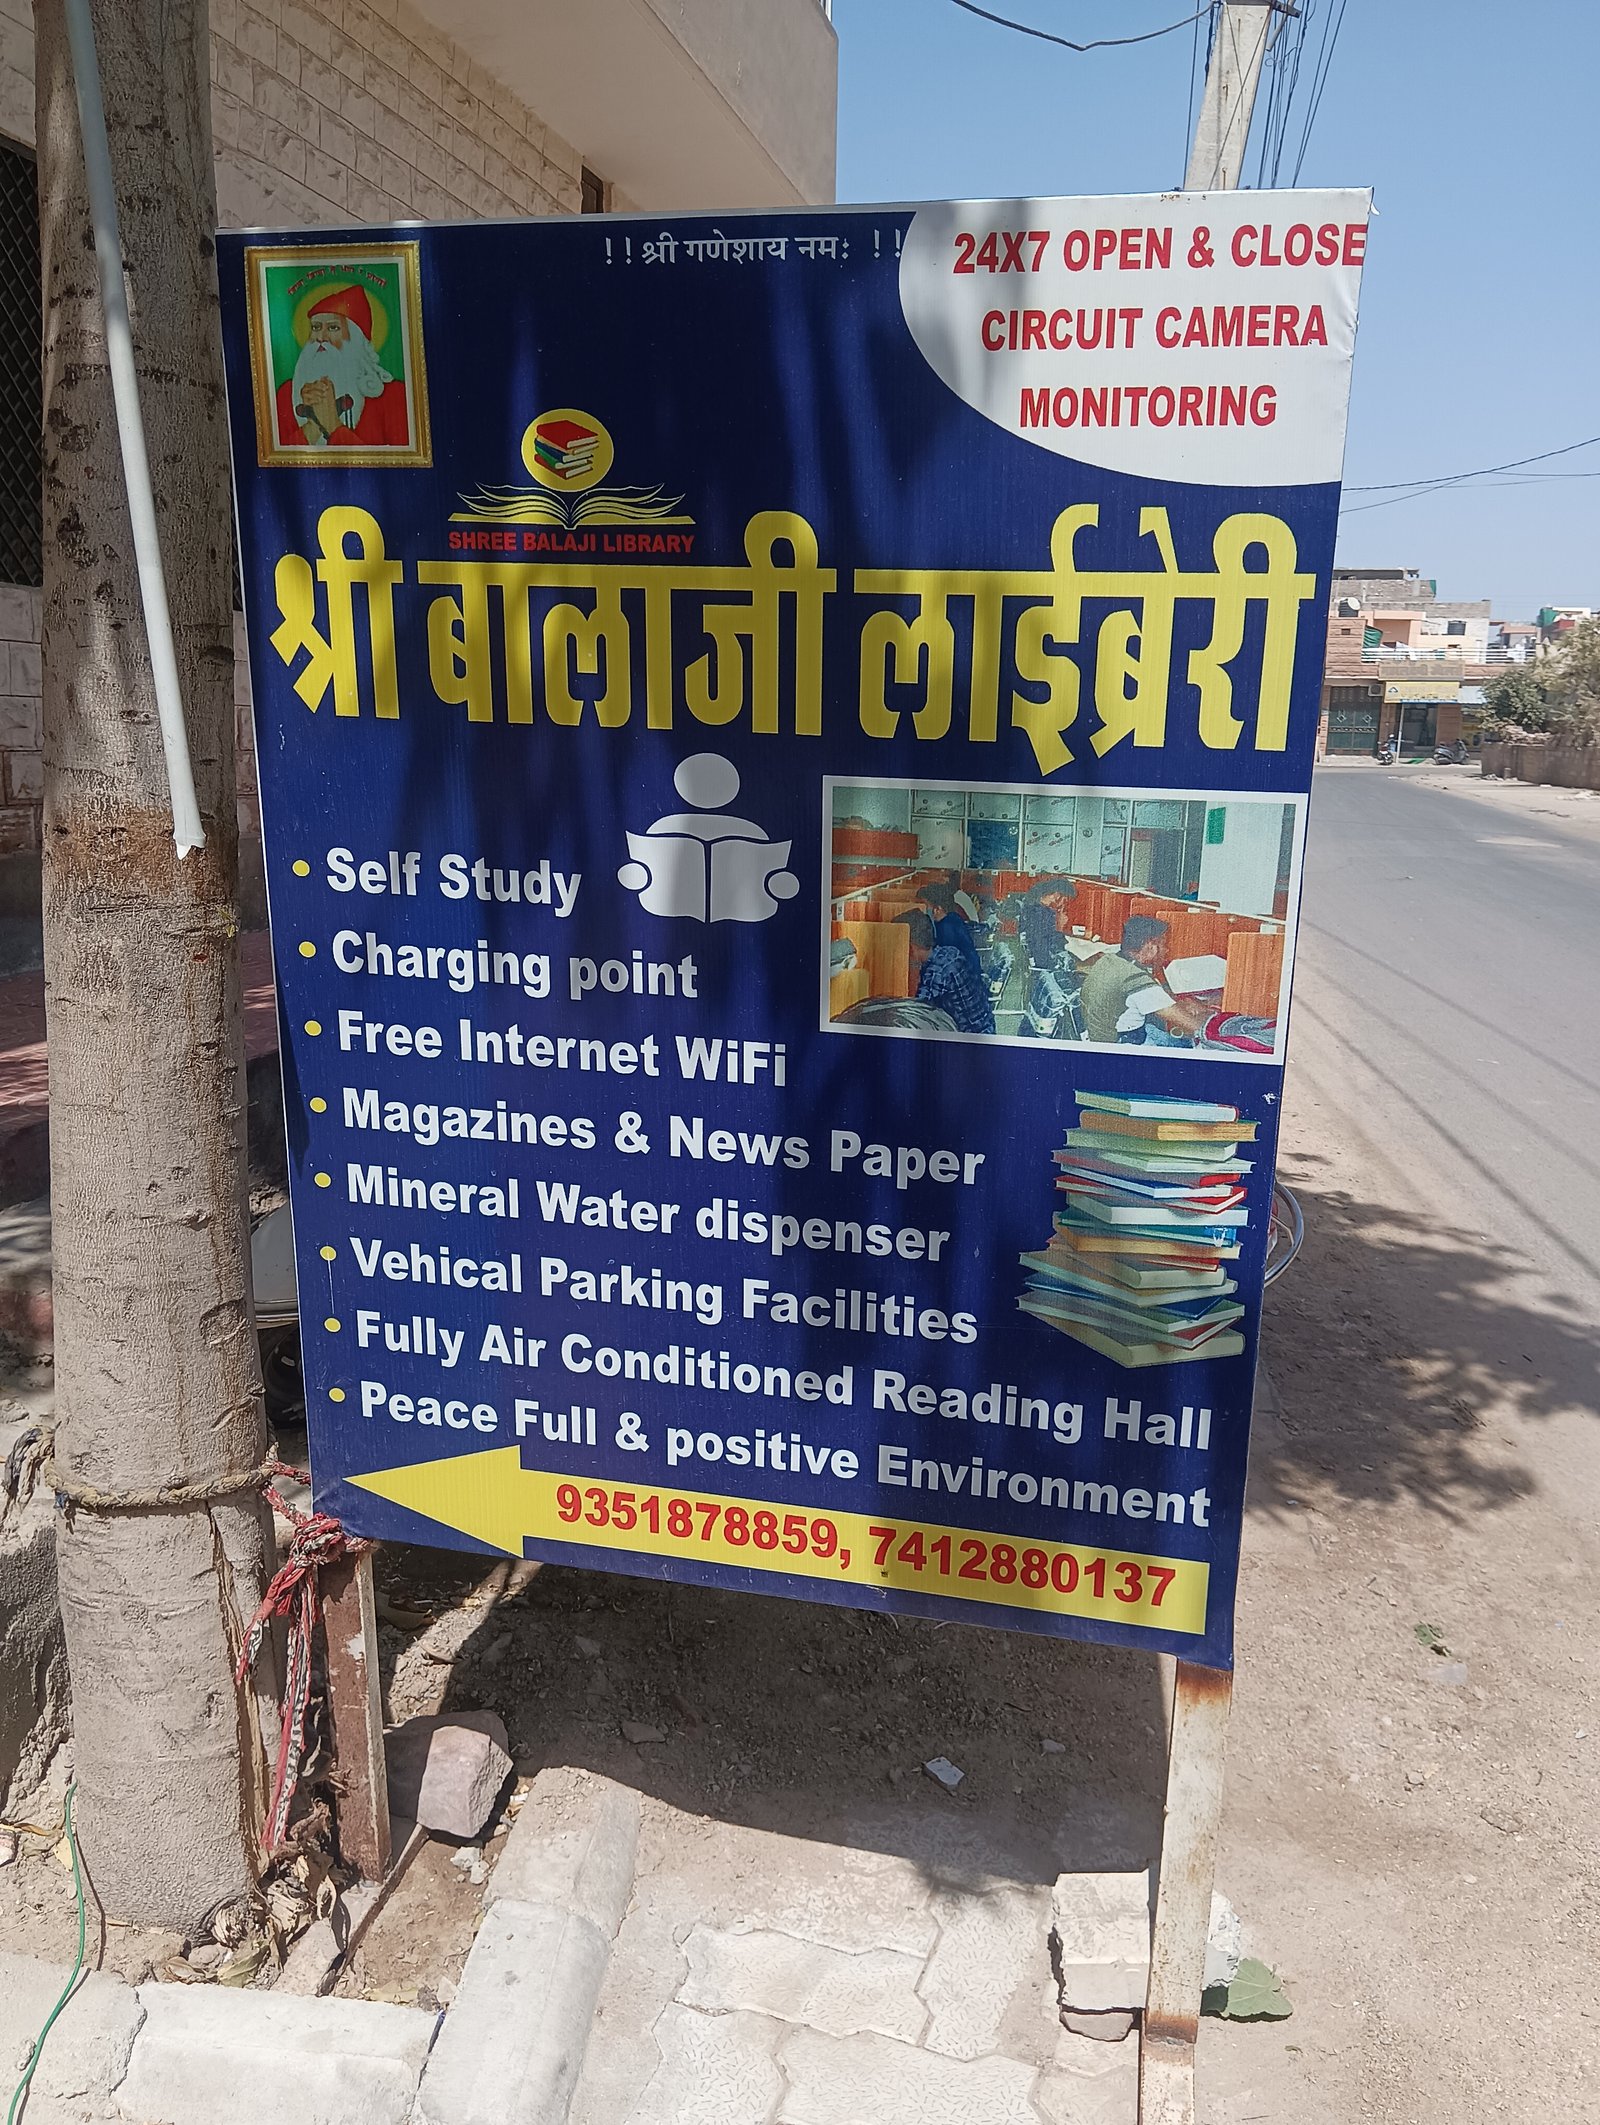 !! श्री गणेशाय नमः !!
24X7 OPEN & CLOSE
CIRCUIT CAMERA
MONITORING
SHREE BALAJI LIBRARY
श्री बालाजी लाईब्रेरी
• Self Study
• Charging point
• Free Internet WiFi
• Magazines & News Paper
• Mineral Water dispenser
• Vehical Parking Facilities
• Fully Air Conditioned Reading Hall
• Peace Full & positive Environment
9351878859, 7412880137